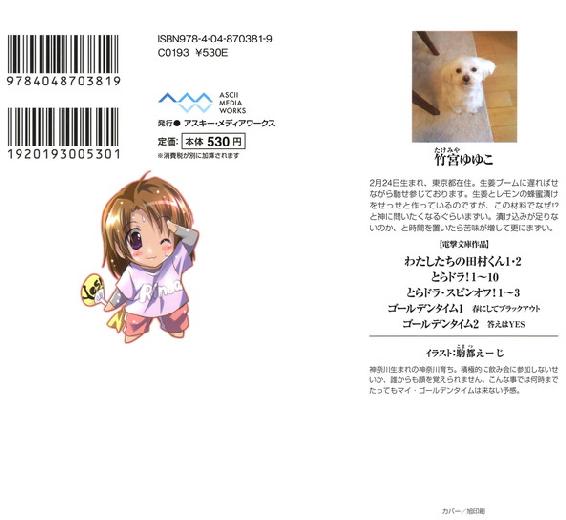 9784048703819
1920193005301
ISBN978-4-04-870381-9
C0193 ¥530E
ASCII
MEDIA
WORKS
発行●アスキー・メディアワークス
定価：本体530円
※消費税が別に加算されます
Yes!
たけみや
竹宮ゆゆこ
2月24日生まれ、東京都在住。生姜ブームに遅ればせ
ながら馳せ参じております。生姜とレモンの蜂蜜漬け
をせっせと作っているのですが、この材料でなぜ!?
と神に問いたくなるぐらいまずい。漬け込みが足りな
いのか、と時間を置いたら苦味が増して更にまずい。
［電撃文庫作品］
わたしたちの田村くん1・2
とらドラ！1〜10
とらドラ・スピンオフ！1〜3
ゴールデンタイム1 春にしてブラックアウト
ゴールデンタイム2 答えはYES
こま つ
イラスト：駒都えーじ
神奈川生まれの神奈川育ち。積極的に飲み会に参加しないせ
いか、誰からも顔を覚えられません。こんな事では何時まで
たってもマイ・ゴールデンタイムは来ない予感。
カバー／旭印刷